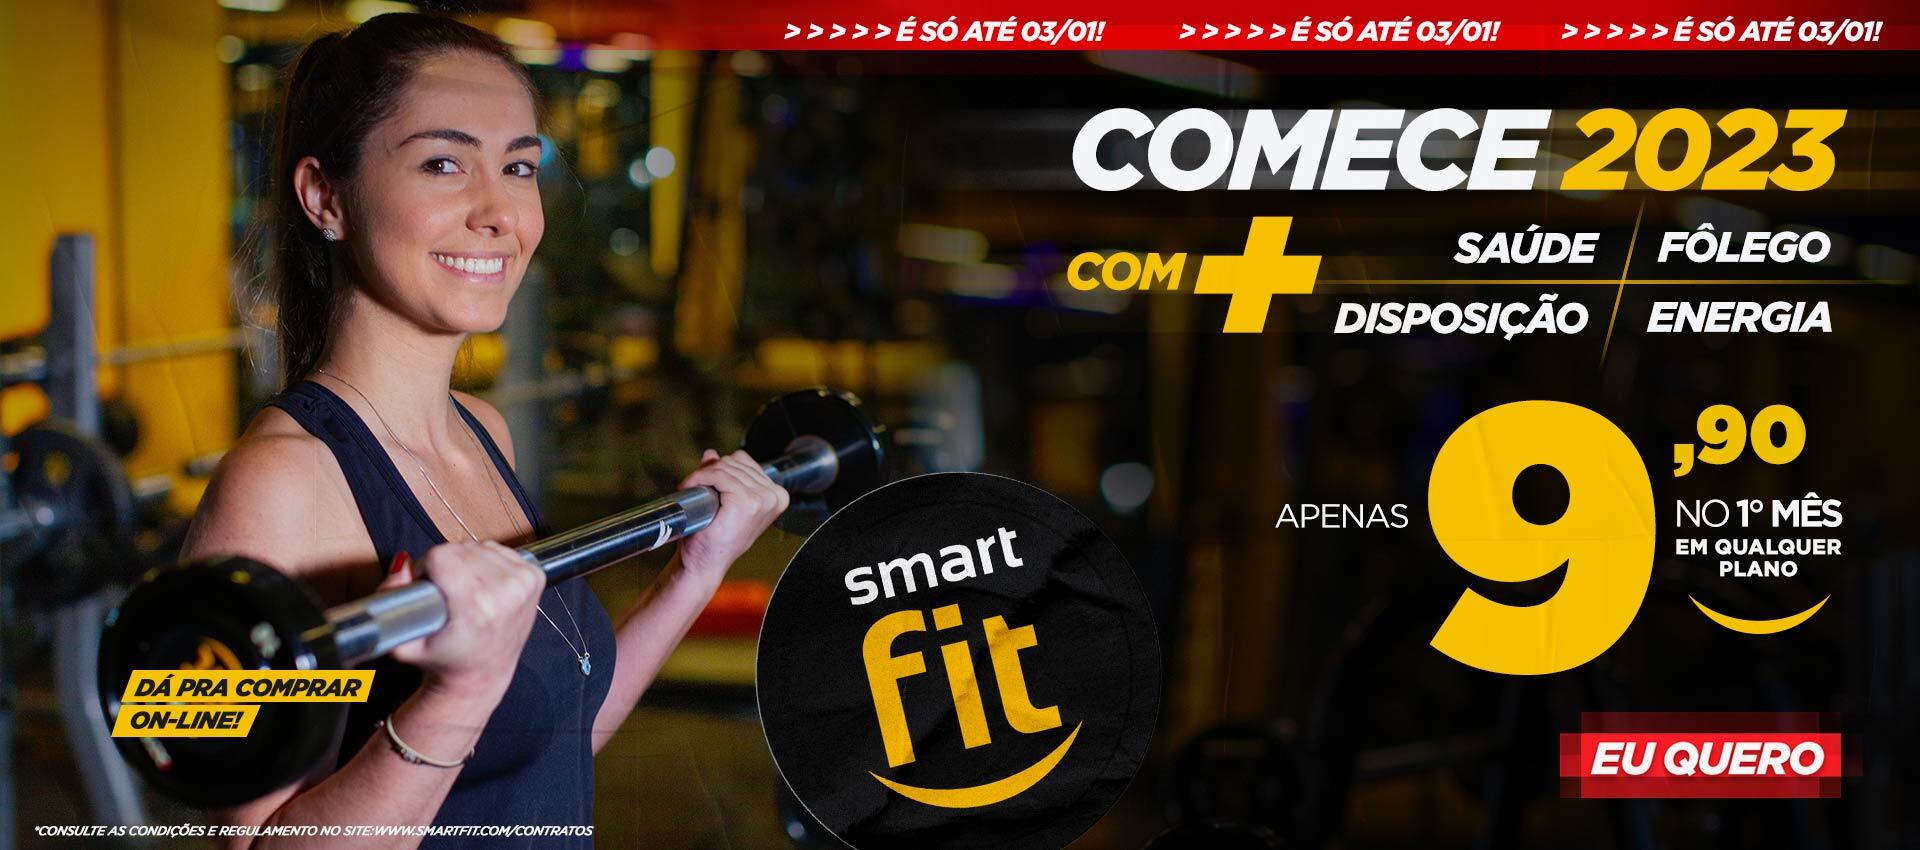 > > > > > É SÓ ATÉ 03/01!
> > > > > É SÓ ATÉ 03/01!
> > > > > É SÓ ATÉ 03/01!
COMECE 2023
COM +
SAÚDE
FÔLEGO
DISPOSIÇÃO
ENERGIA
APENAS
9,90
NO 1º MÊS
EM QUALQUER
PLANO
smart
fit
DÁ PRA COMPRAR
ON-LINE!
EU QUERO
*CONSULTE AS CONDIÇÕES E REGULAMENTO NO SITE:WWW.SMARTFIT.COM/CONTRATOS